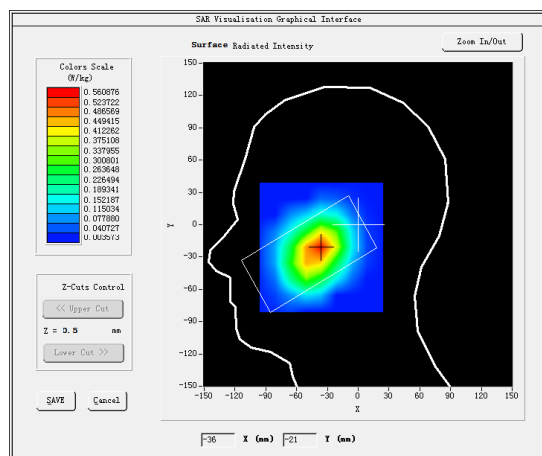 SAR Visualisation Graphical Interface
Surface Radiated Intensity
Zoom In/Out
Colors Scale
(W/kg)
0.560876
0.523722
0.486569
0.449415
0.412262
0.375108
0.337955
0.300801
0.263648
0.226494
0.189341
0.152187
0.115034
0.077880
0.040727
0.003573
Z-Cuts Control
<< Upper Cut
Z = 0.5 mm
Lower Cut >>
SAVE
Cancel
150
120
90
60
30
0
-30
-60
-90
-120
-150
Y
-150 -120 -90 -60 -30 0 30 60 90 120 150
X
-36 X (mm) -21 Y (mm)